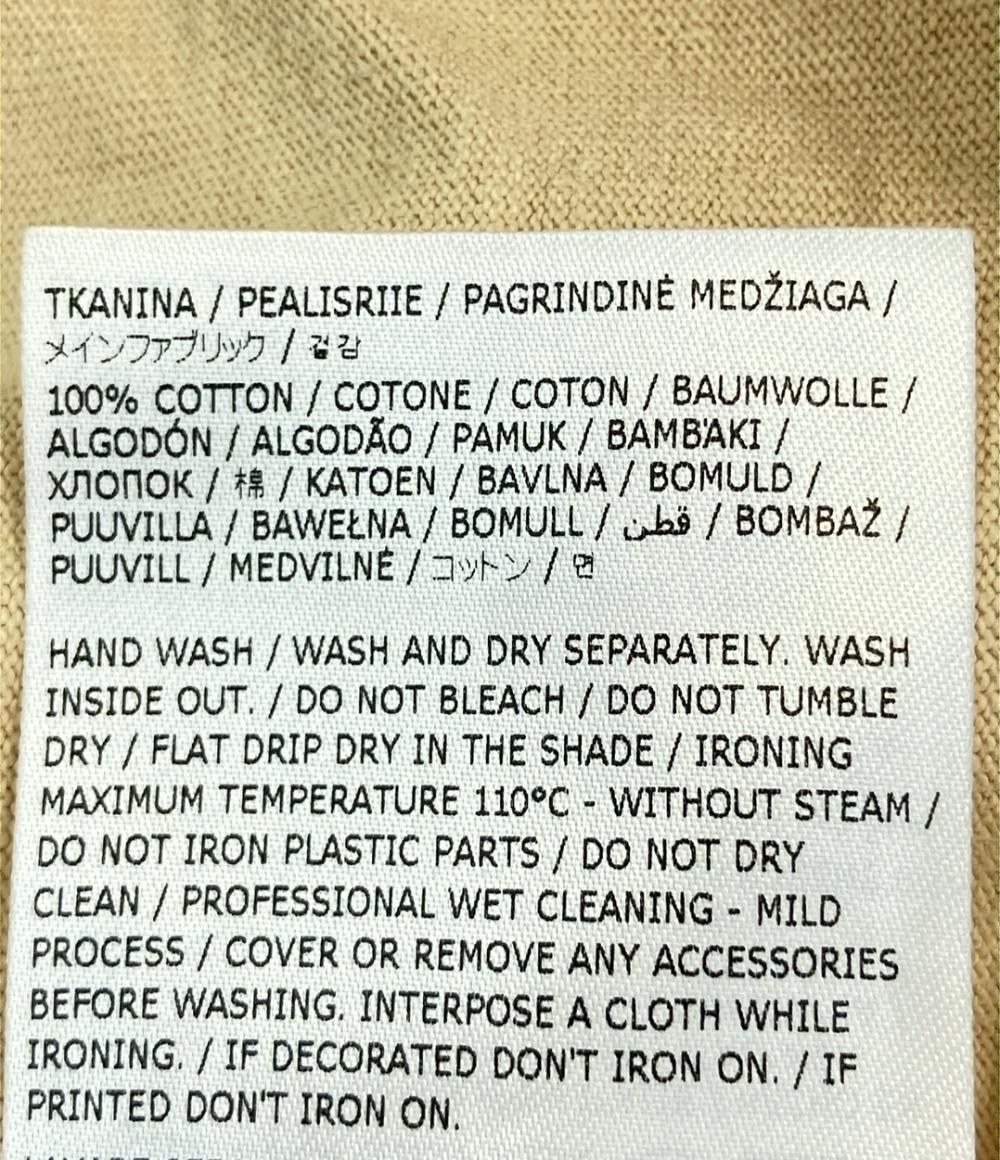 TKANINA / PEALISRIIE / PAGRINDINĖ MEDŽIAGA /
メインファブリック / 겉감
100% COTTON / COTONE / COTON / BAUMWOLLE /
ALGODÓN / ALGODÃO / PAMUK / BAMB'AKI /
ХЛОПОК / 棉 / KATOEN / BAVLNA / BOMULD /
PUUVILLA / BAWEŁNA / BOMULL / قطن / BOMBAŽ /
PUUVILL / MEDVILNĖ / コットン / 면
HAND WASH / WASH AND DRY SEPARATELY. WASH
INSIDE OUT. / DO NOT BLEACH / DO NOT TUMBLE
DRY / FLAT DRIP DRY IN THE SHADE / IRONING
MAXIMUM TEMPERATURE 110°C - WITHOUT STEAM /
DO NOT IRON PLASTIC PARTS / DO NOT DRY
CLEAN / PROFESSIONAL WET CLEANING - MILD
PROCESS / COVER OR REMOVE ANY ACCESSORIES
BEFORE WASHING. INTERPOSE A CLOTH WHILE
IRONING. / IF DECORATED DON'T IRON ON. / IF
PRINTED DON'T IRON ON.